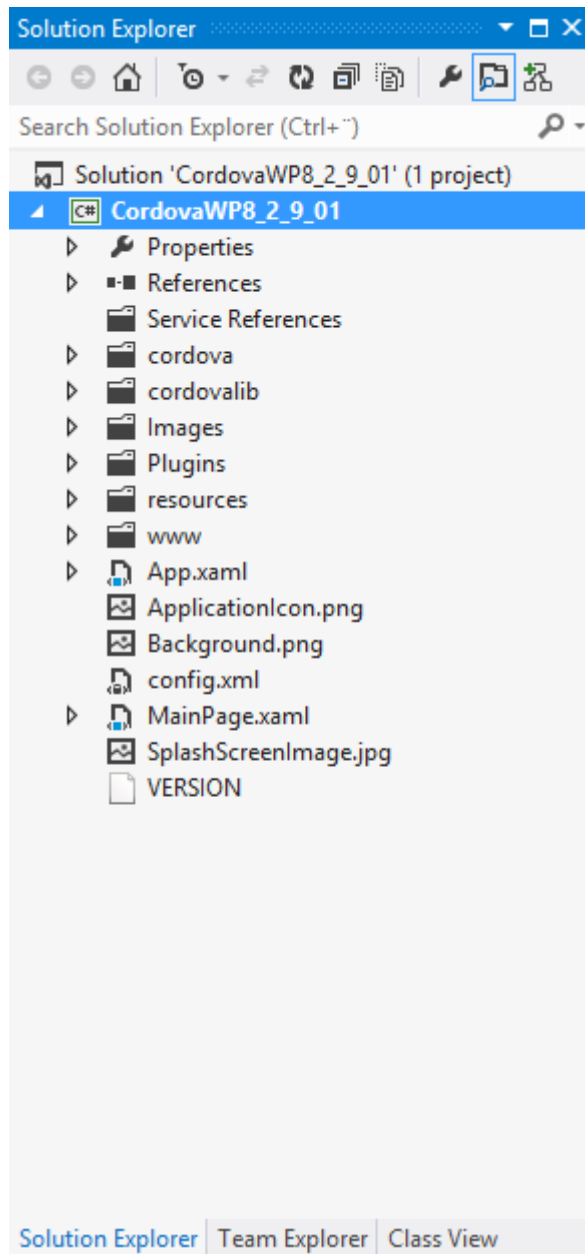 Solution Explorer
Search Solution Explorer (Ctrl+¨)
Solution 'CordovaWP8_2_9_01' (1 project)
C# CordovaWP8_2_9_01
Properties
References
Service References
cordova
cordovalib
Images
Plugins
resources
www
App.xaml
ApplicationIcon.png
Background.png
config.xml
MainPage.xaml
SplashScreenImage.jpg
VERSION
Solution Explorer Team Explorer Class View